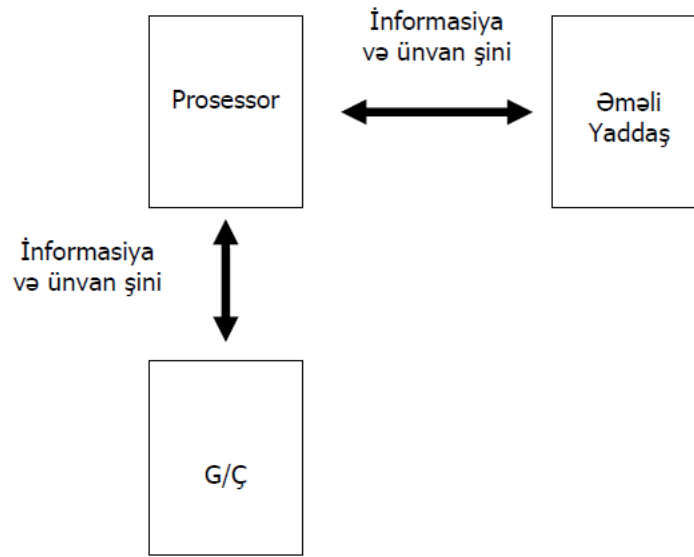 İnformasiya
və ünvan şini
Prosessor
Əməli
Yaddaş
İnformasiya
və ünvan şini
G/Ç